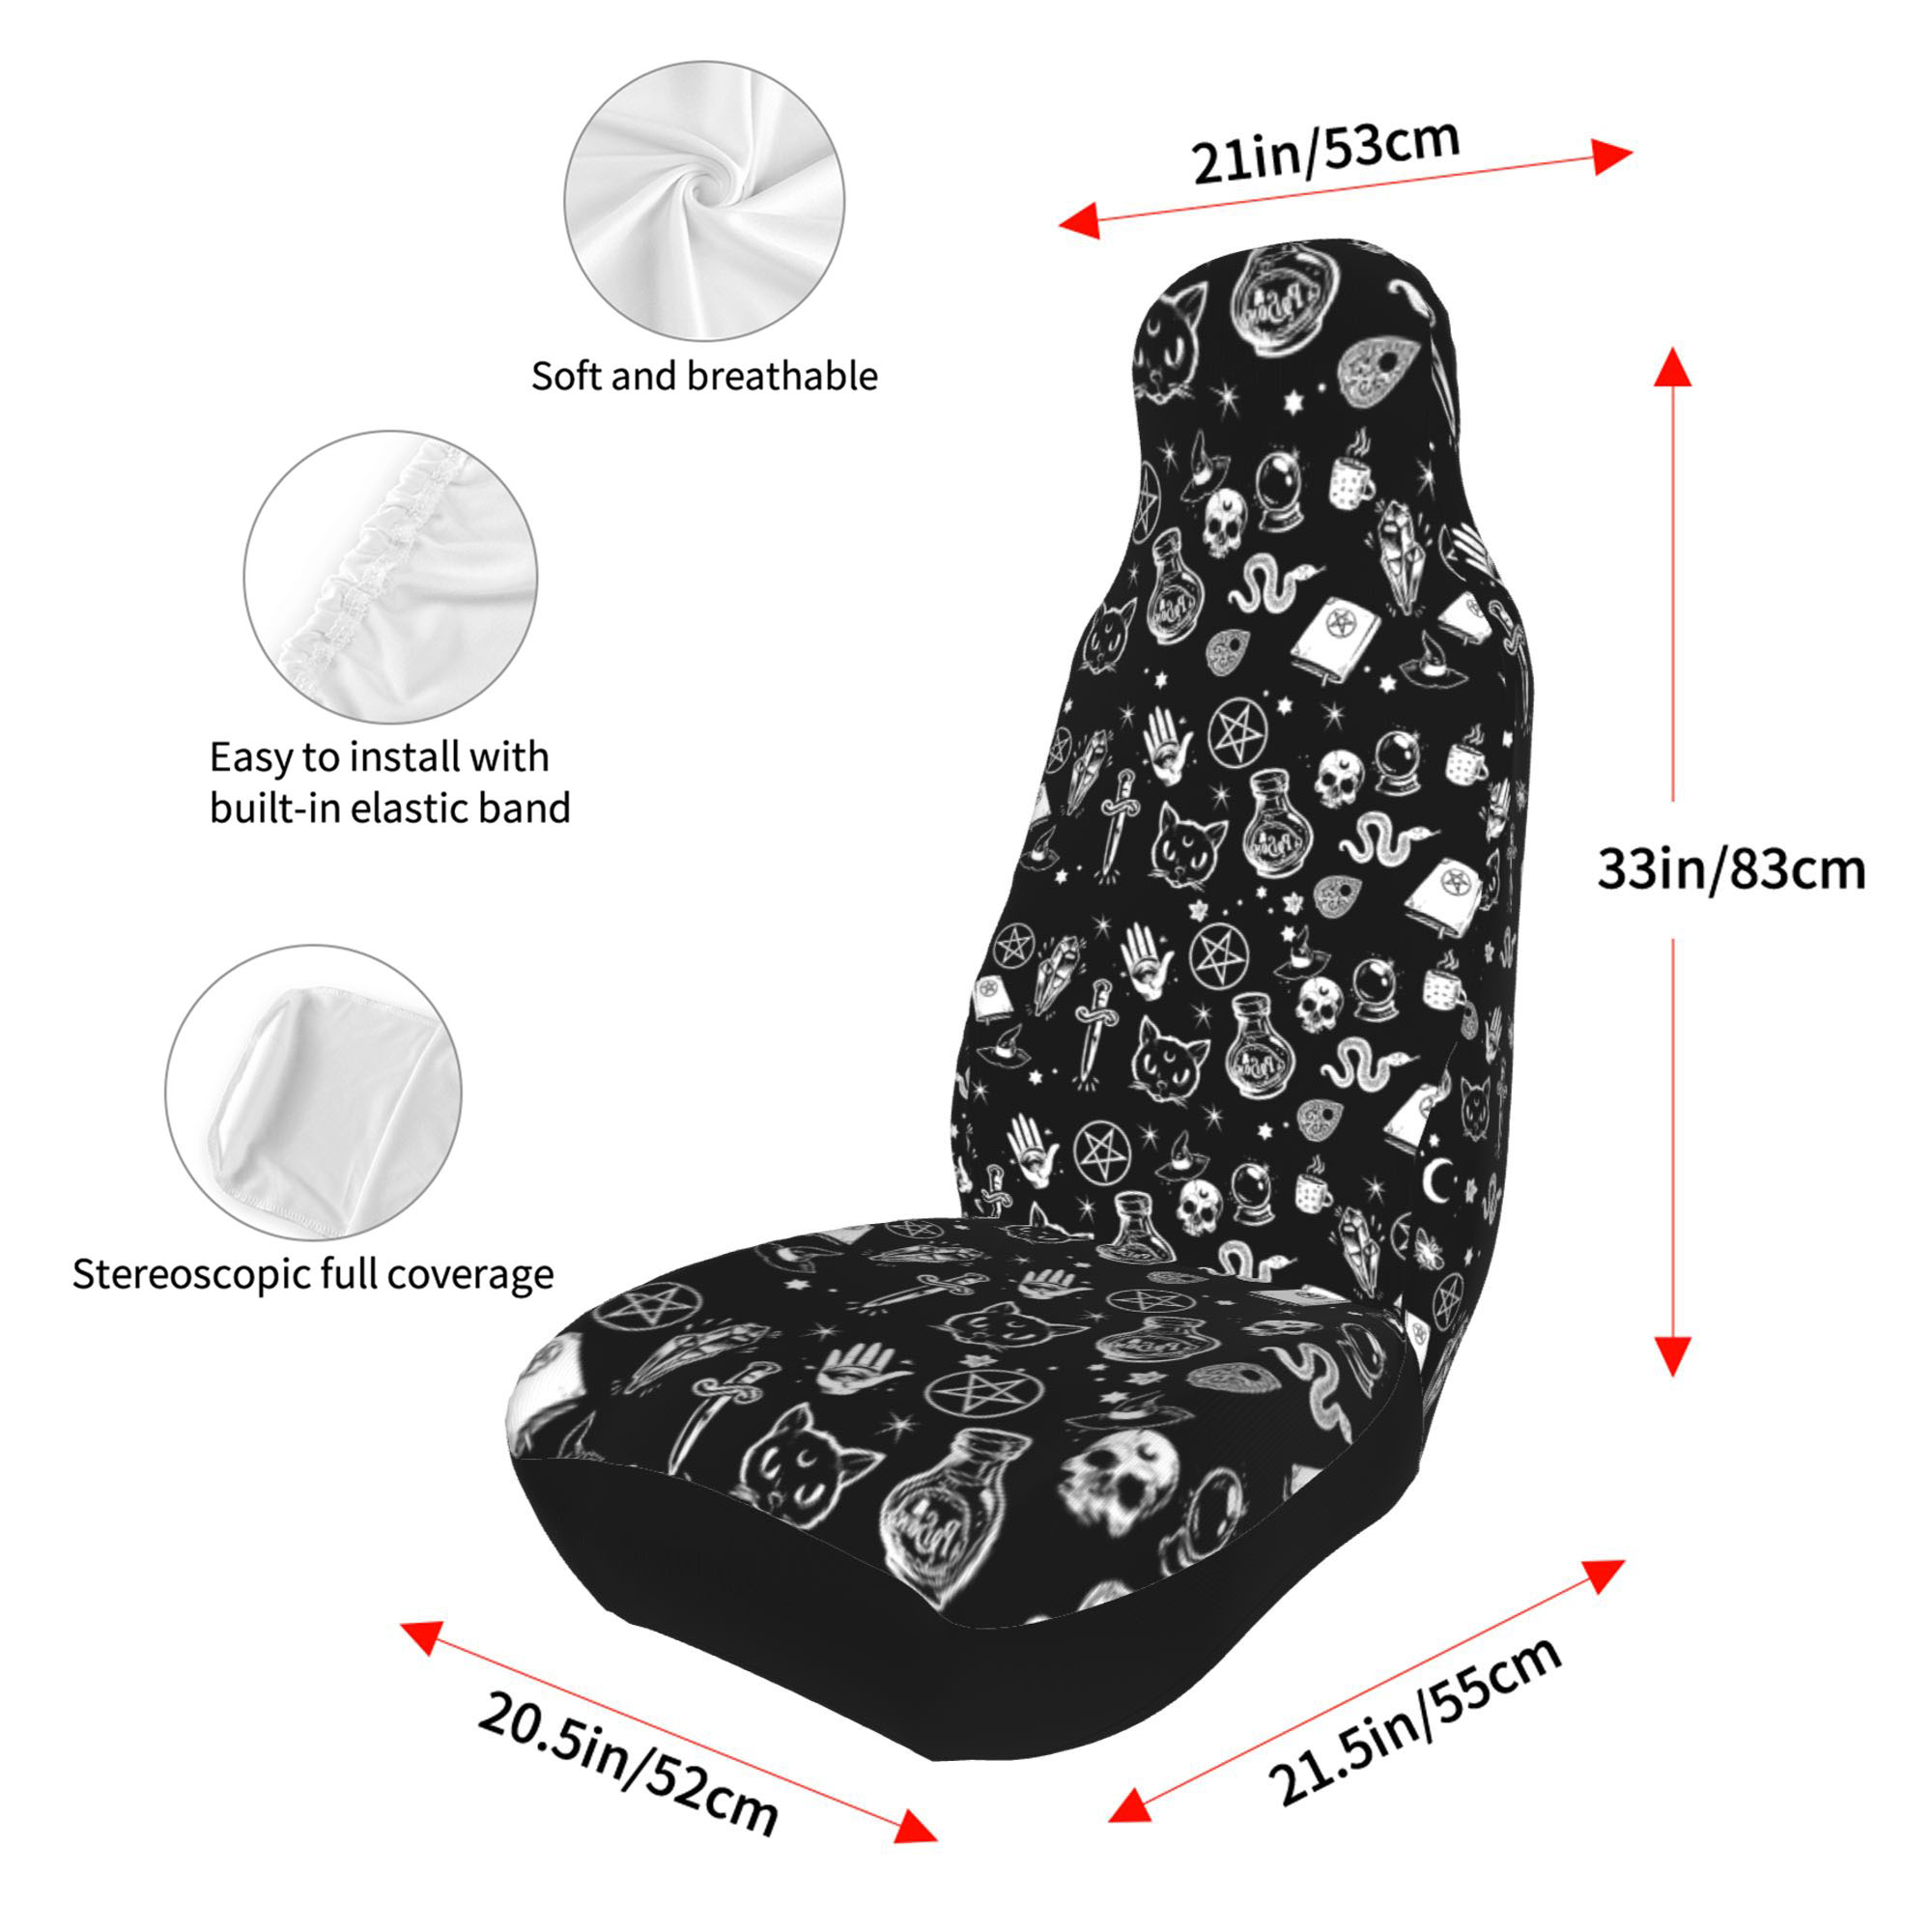 21in/53cm
Soft and breathable
Easy to install with
built-in elastic band
33in/83cm
Stereoscopic full coverage
20.5in/52cm
21.5in/55cm